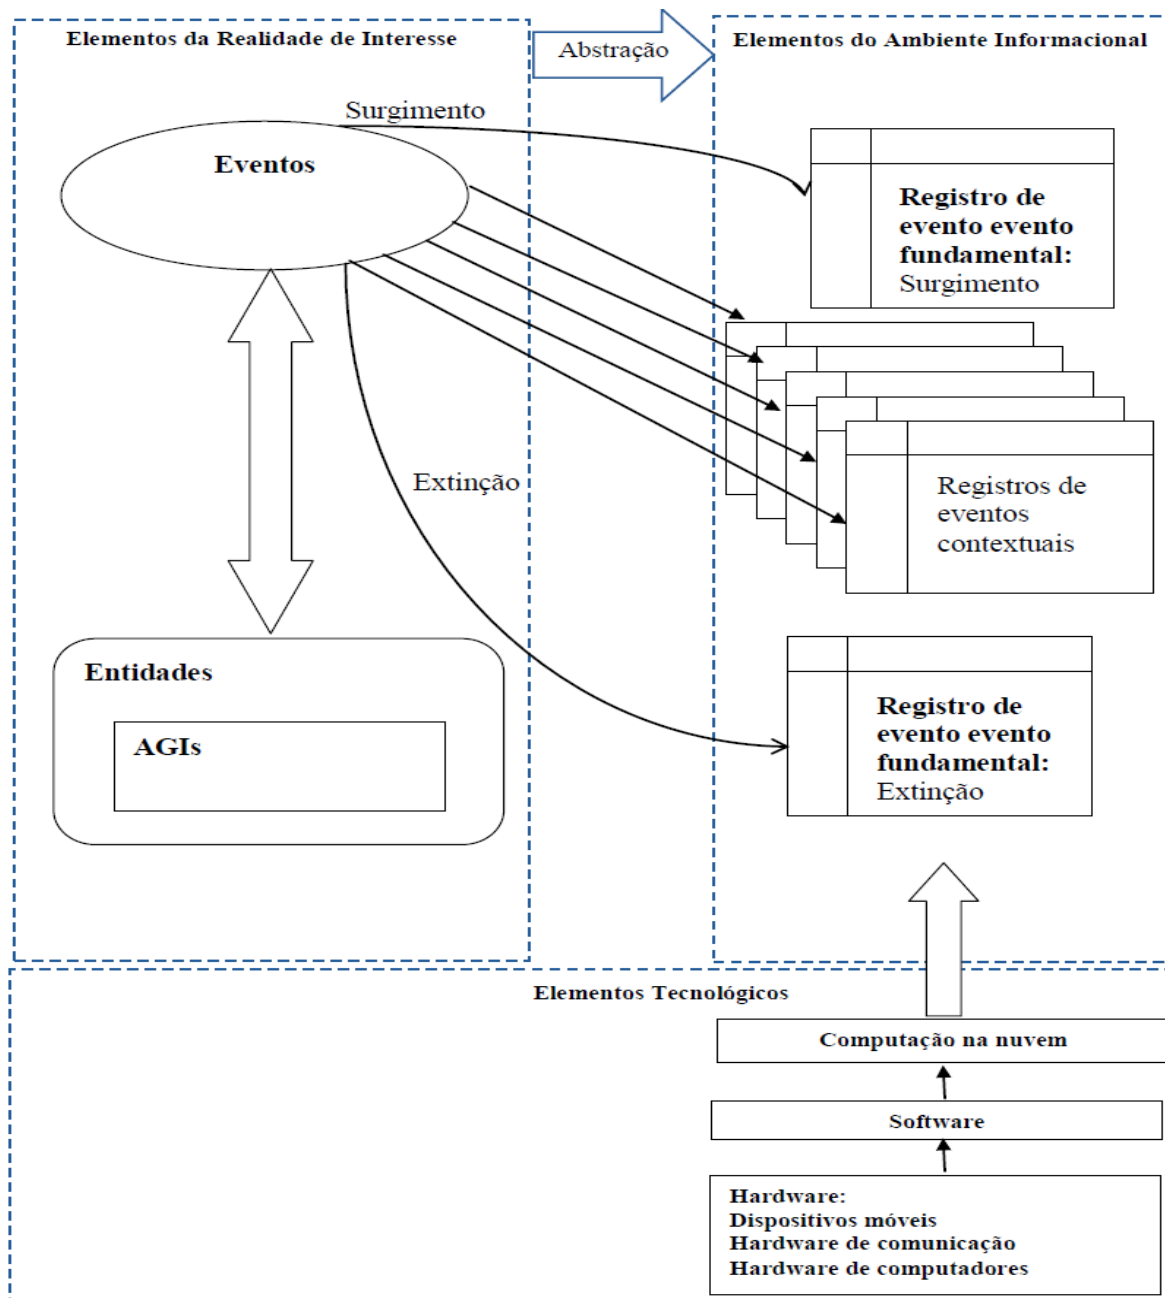 Elementos da Realidade de Interesse
Abstração
Elementos do Ambiente Informacional
Surgimento
Eventos
Registro de
evento evento
fundamental:
Surgimento
Extinção
Registros de
eventos
contextuais
Entidades
AGIs
Registro de
evento evento
fundamental:
Extinção
Elementos Tecnológicos
Computação na nuvem
Software
Hardware:
Dispositivos móveis
Hardware de comunicação
Hardware de computadores